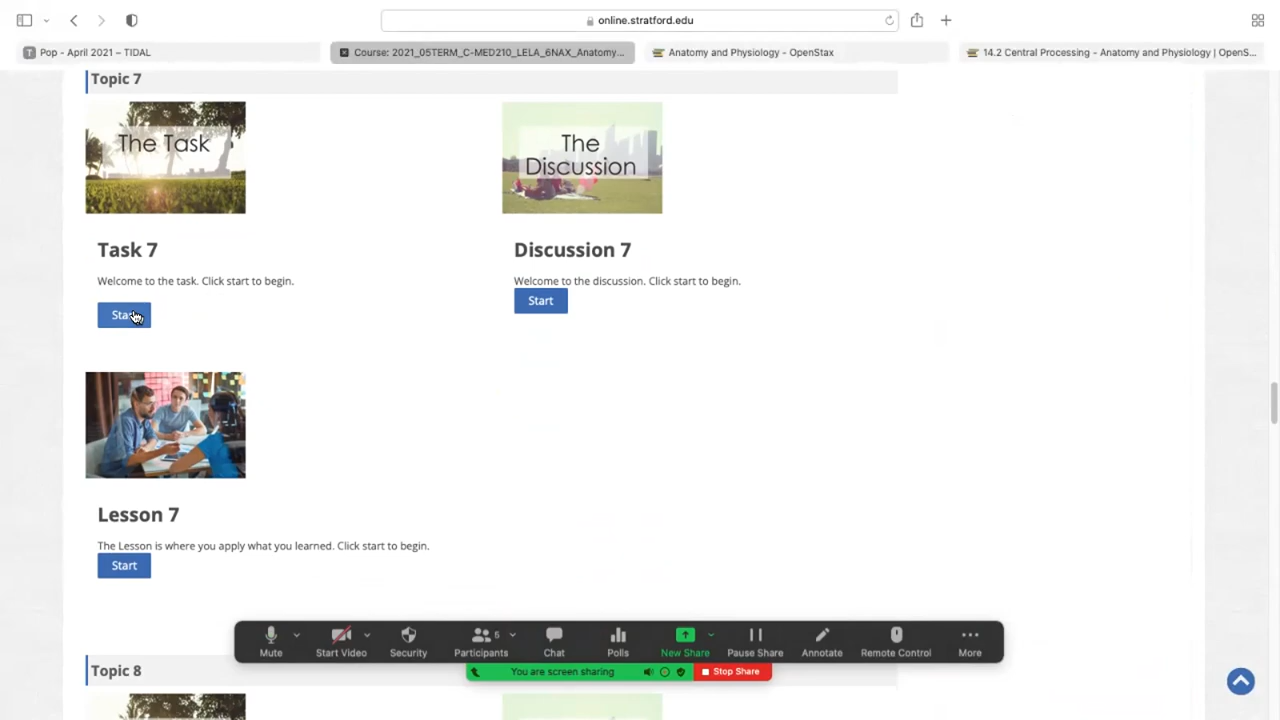 online.stratford.edu
Pop - April 2021 – TIDAL
Course: 2021_05TERM_C-MED210_LELA_6NAX_Anatomy...
Anatomy and Physiology - OpenStax
14.2 Central Processing - Anatomy and Physiology | OpenS...
Topic 7
The Task
The
Discussion
Task 7
Discussion 7
Welcome to the task. Click start to begin.
Welcome to the discussion. Click start to begin.
Start
Lesson 7
The Lesson is where you apply what you learned. Click start to begin.
Start
5
Mute
Start Video
Security
Participants
Chat
Polls
New Share
Pause Share
Annotate
Remote Control
More
You are screen sharing
Stop Share
Topic 8